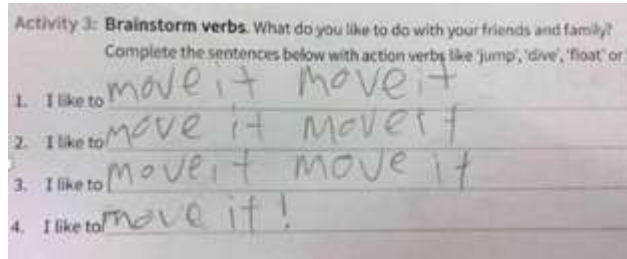 Activity 3: Brainstorm verbs. What do you like to do with your friends and family?
Complete the sentences below with action verbs like 'jump', 'dive', 'float' or
1. I like to move it move it
2. I like to move it move it
3. I like to move it move it
4. I like to move it!